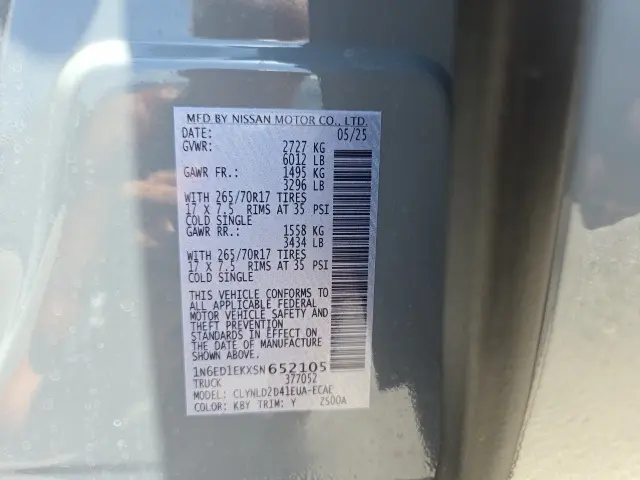 MFD BY NISSAN MOTOR CO., LTD.
DATE: 05/25
GVWR: 2727 KG
6012 LB
GAWR FR.: 1495 KG
3296 LB
WITH 265/70R17 TIRES
17 X 7.5 RIMS AT 35 PSI
COLD SINGLE
GAWR RR.: 1558 KG
3434 LB
WITH 265/70R17 TIRES
17 X 7.5 RIMS AT 35 PSI
COLD SINGLE
THIS VEHICLE CONFORMS TO
ALL APPLICABLE FEDERAL
MOTOR VEHICLE SAFETY AND
THEFT PREVENTION
STANDARDS IN EFFECT ON
THE DATE OF MANUFACTURE
SHOWN ABOVE.
1N6ED1EKXSN652105
TRUCK 377052
MODEL: CLYNLD2D41EUA-ECAE
COLOR: KBY TRIM: Y 2500A